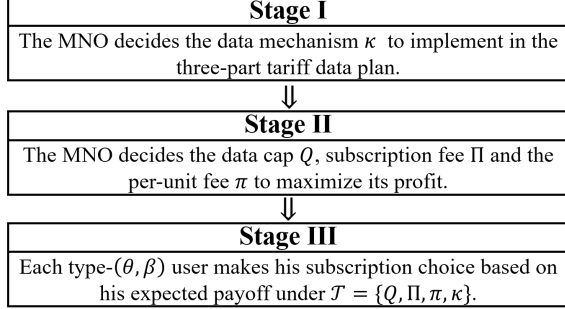 Stage I
The MNO decides the data mechanism κ to implement in the
three-part tariff data plan.
⇓
Stage II
The MNO decides the data cap Q, subscription fee Π and the
per-unit fee π to maximize its profit.
⇓
Stage III
Each type-(θ, β) user makes his subscription choice based on
his expected payoff under 𝒯 = {Q, Π, π, κ}.